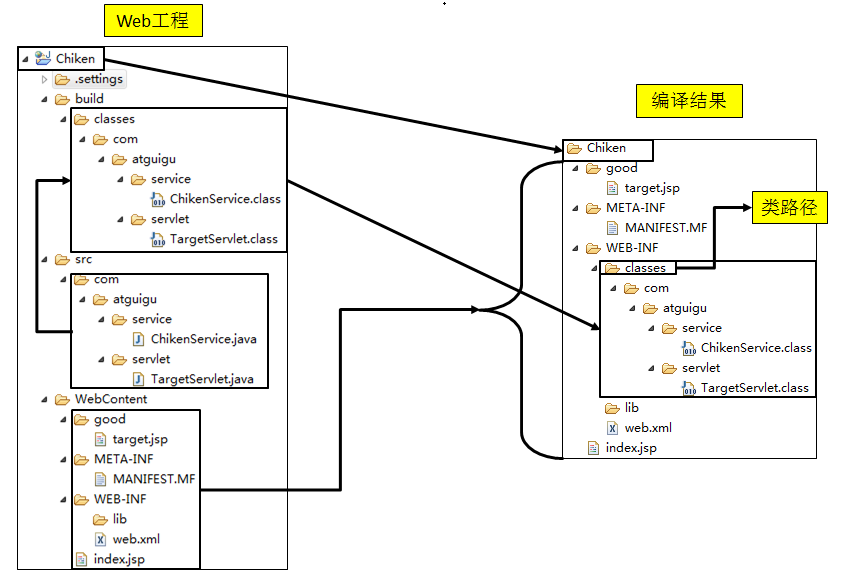 Web工程
Chiken
.settings
build
classes
com
atguigu
service
ChikenService.class
servlet
TargetServlet.class
src
com
atguigu
service
ChikenService.java
servlet
TargetServlet.java
WebContent
good
target.jsp
META-INF
MANIFEST.MF
WEB-INF
lib
web.xml
index.jsp
编译结果
Chiken
good
target.jsp
META-INF
MANIFEST.MF
WEB-INF
类路径
classes
com
atguigu
service
ChikenService.class
servlet
TargetServlet.class
lib
web.xml
index.jsp